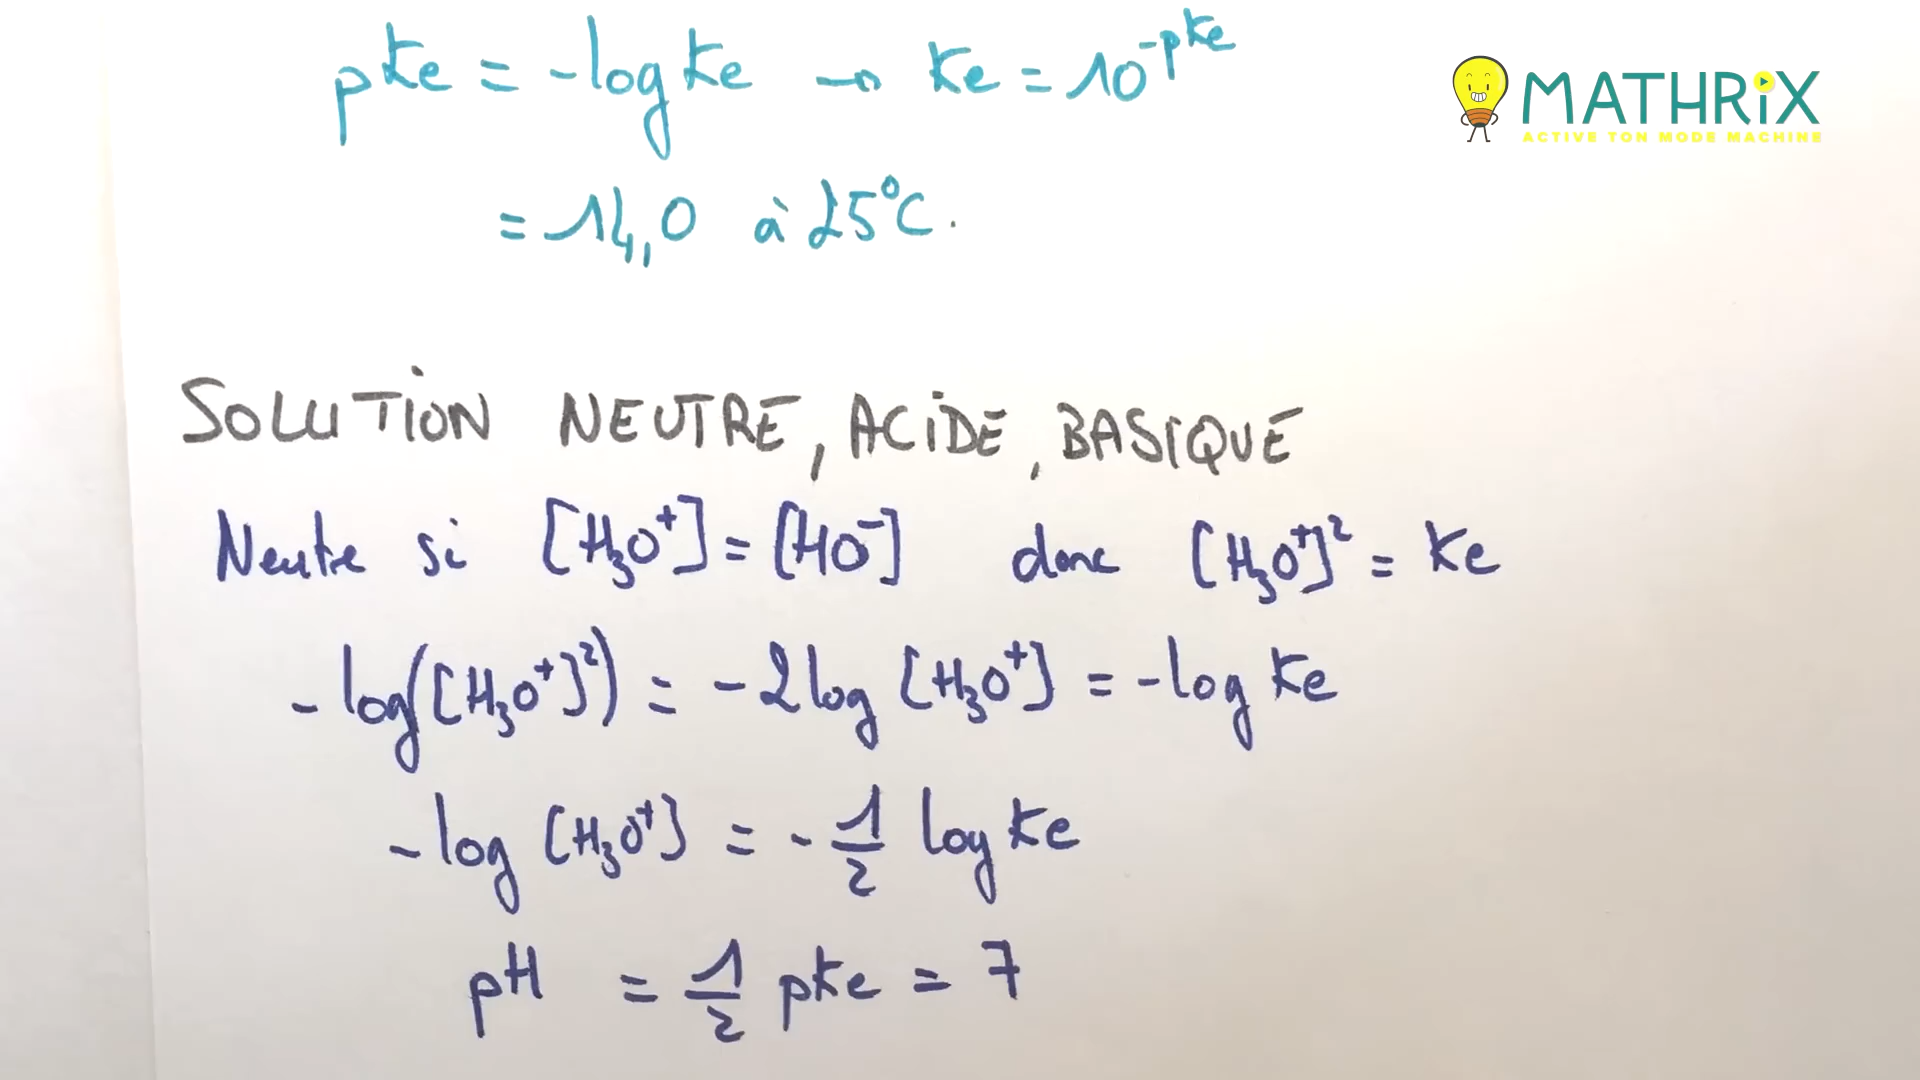 pKe = -log Ke → Ke = 10^-pKe
MATHRiX
ACTIVE TON MODE MACHINE
= 14,0 à 25°C.
SOLUTION NEUTRE, ACIDE, BASIQUE
Neutre si [H₃O⁺] = [HO⁻] donc [H₃O⁺]² = Ke
-log([H₃O⁺]²) = -2log [H₃O⁺] = -log Ke
-log [H₃O⁺] = -1/2 log Ke
pH = 1/2 pKe = 7